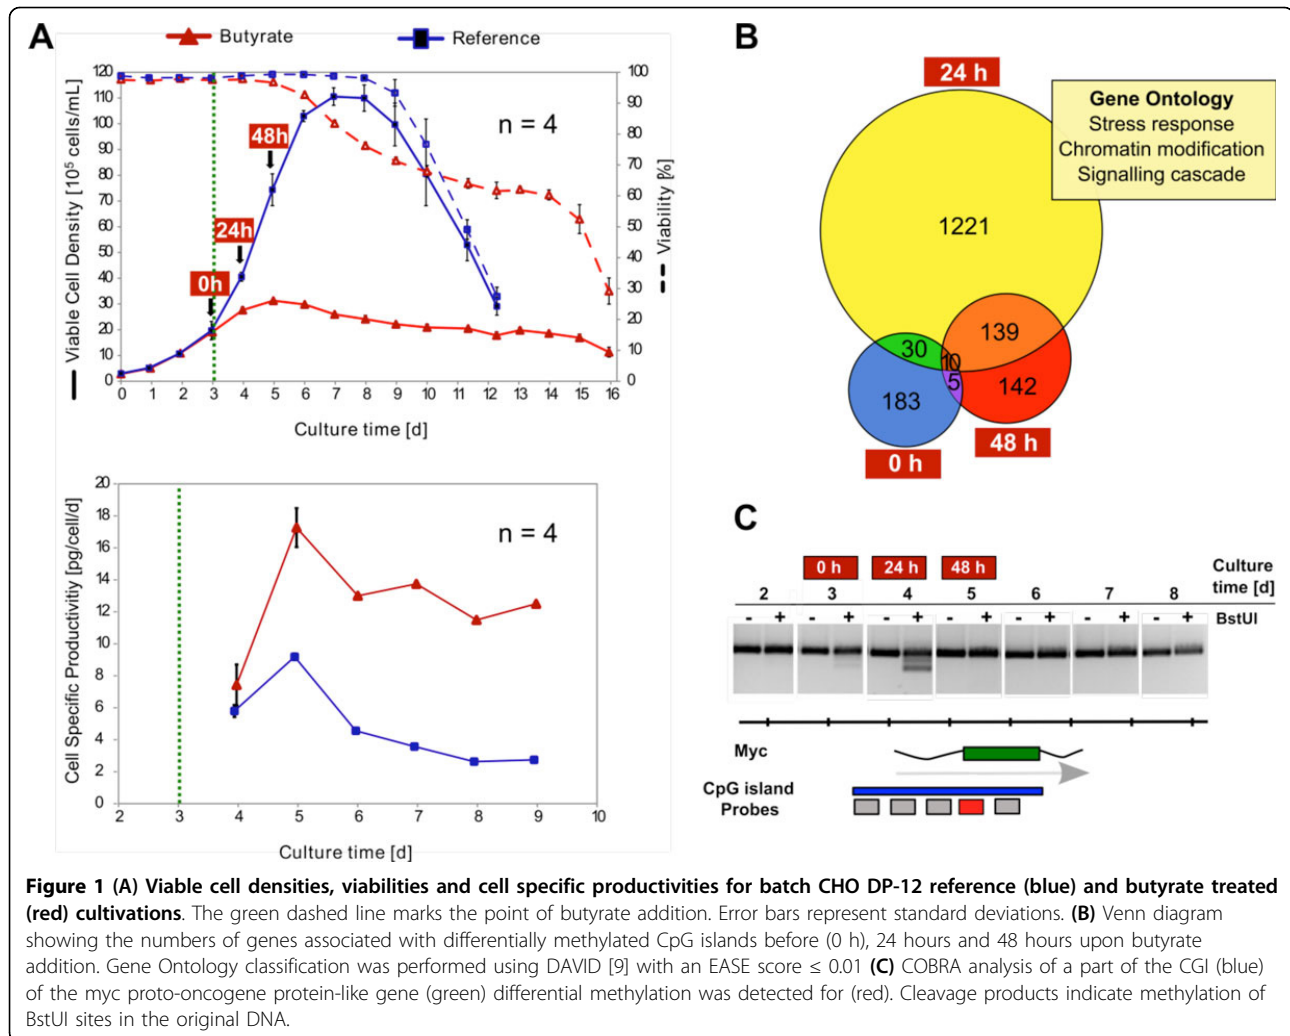 A
Butyrate
Reference
Viable Cell Density [10⁵ cells/mL]
120
110
100
90
80
70
60
50
40
30
20
10
0
100
90
80
70
60
50
40
30
20
10
0
Viability [%]
n = 4
48h
24h
0h
0 1 2 3 4 5 6 7 8 9 10 11 12 13 14 15 16
Culture time [d]
Cell Specific Productivitiy [pg/cell/d]
20
18
16
14
12
10
8
6
4
2
0
n = 4
2 3 4 5 6 7 8 9 10
Culture time [d]
B
24 h
Gene Ontology
Stress response
Chromatin modification
Signalling cascade
1221
139
30
10
5
183
142
48 h
0 h
C
0 h 24 h 48 h Culture
time [d]
2 3 4 5 6 7 8
- + - + - + - + - + - + - + BstUI
Myc
CpG island
Probes
Figure 1 (A) Viable cell densities, viabilities and cell specific productivities for batch CHO DP-12 reference (blue) and butyrate treated
(red) cultivations. The green dashed line marks the point of butyrate addition. Error bars represent standard deviations. (B) Venn diagram
showing the numbers of genes associated with differentially methylated CpG islands before (0 h), 24 hours and 48 hours upon butyrate
addition. Gene Ontology classification was performed using DAVID [9] with an EASE score ≤ 0.01 (C) COBRA analysis of a part of the CGI (blue)
of the myc proto-oncogene protein-like gene (green) differential methylation was detected for (red). Cleavage products indicate methylation of
BstUI sites in the original DNA.